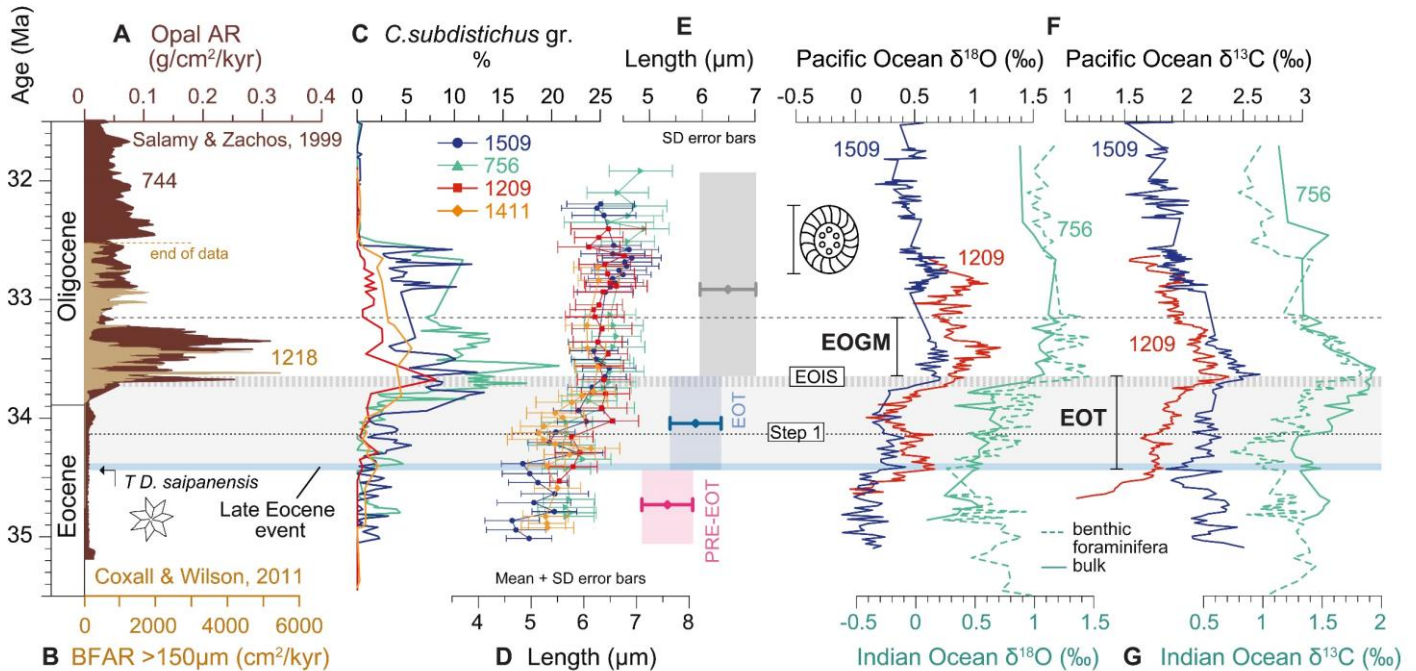 A Opal AR
(g/cm²/kyr)
C C.subdistichus gr.
%
E
Length (µm)
F
Pacific Ocean δ¹⁸O (‰)
Pacific Ocean δ¹³C (‰)
Age (Ma)
0 0.1 0.2 0.3 0.4
0 5 10 15 20 25
5 6 7 8
-0.5 0 0.5 1 1.5
1 1.5 2 2.5 3
Salamy & Zachos, 1999
SD error bars
744
1509
756
1209
1411
1509
756
1209
1509
756
1209
32
33
34
35
Oligocene
Eocene
end of data
1218
EOGM
EOIS
EOT
EOT
Step 1
T D. saipanensis
Late Eocene
event
PRE-EOT
benthic
foraminifera
bulk
Coxall & Wilson, 2011
Mean + SD error bars
0 2000 4000 6000
4 5 6 7 8
-0.5 0 0.5 1 1.5
0.5 1 1.5 2
B BFAR >150µm (cm²/kyr)
D Length (µm)
Indian Ocean δ¹⁸O (‰)
G Indian Ocean δ¹³C (‰)